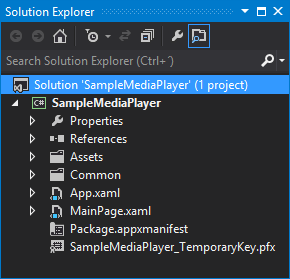 Solution Explorer
Search Solution Explorer (Ctrl+¨)
Solution 'SampleMediaPlayer' (1 project)
C# SampleMediaPlayer
Properties
References
Assets
Common
App.xaml
MainPage.xaml
Package.appxmanifest
SampleMediaPlayer_TemporaryKey.pfx